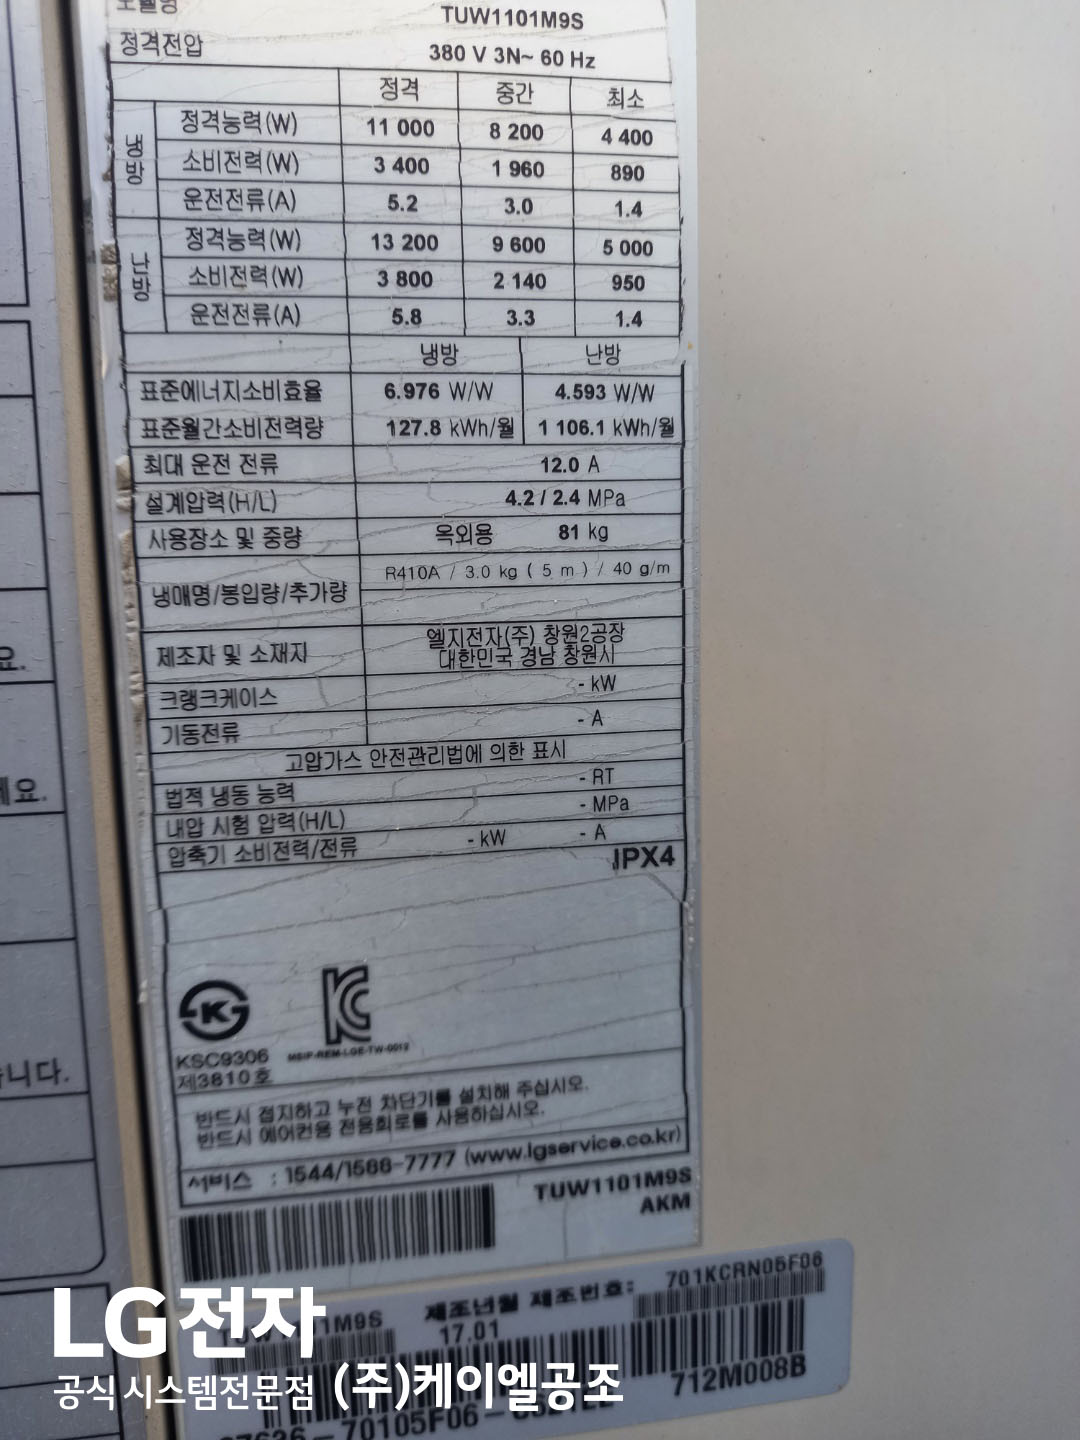 모델명 TUW1101M9S
정격전압 380 V 3N~ 60 Hz
정격 중간 최소
냉방
정격능력(W) 11 000 8 200 4 400
소비전력(W) 3 400 1 960 890
운전전류(A) 5.2 3.0 1.4
난방
정격능력(W) 13 200 9 600 5 000
소비전력(W) 3 800 2 140 950
운전전류(A) 5.8 3.3 1.4
냉방 난방
표준에너지소비효율 6.976 W/W 4.593 W/W
표준월간소비전력량 127.8 kWh/월 1 106.1 kWh/월
최대 운전 전류 12.0 A
설계압력(H/L) 4.2 / 2.4 MPa
사용장소 및 중량 옥외용 81 kg
냉매명/봉입량/추가량 R410A / 3.0 kg ( 5 m ) / 40 g/m
제조자 및 소재지 엘지전자(주) 창원2공장
대한민국 경남 창원시
크랭크케이스 - kW
기동전류 - A
고압가스 안전관리법에 의한 표시
법적 냉동 능력 - RT
내압 시험 압력(H/L) - MPa
압축기 소비전력/전류 - kW - A
IPX4
요.
세요.
습니다.
K
KC
KSC9306 MSIP-REM-LGE-TW-0012
제3810호
반드시 접지하고 누전 차단기를 설치해 주십시오.
반드시 에어컨용 전용회로를 사용하십시오.
서비스 : 1544/1588-7777 (www.lgservice.co.kr)
TUW1101M9S
AKM
제조년월 제조번호: 701KCRN05F06
17.01
712M008B
LG전자
공식 시스템전문점 (주)케이엘공조